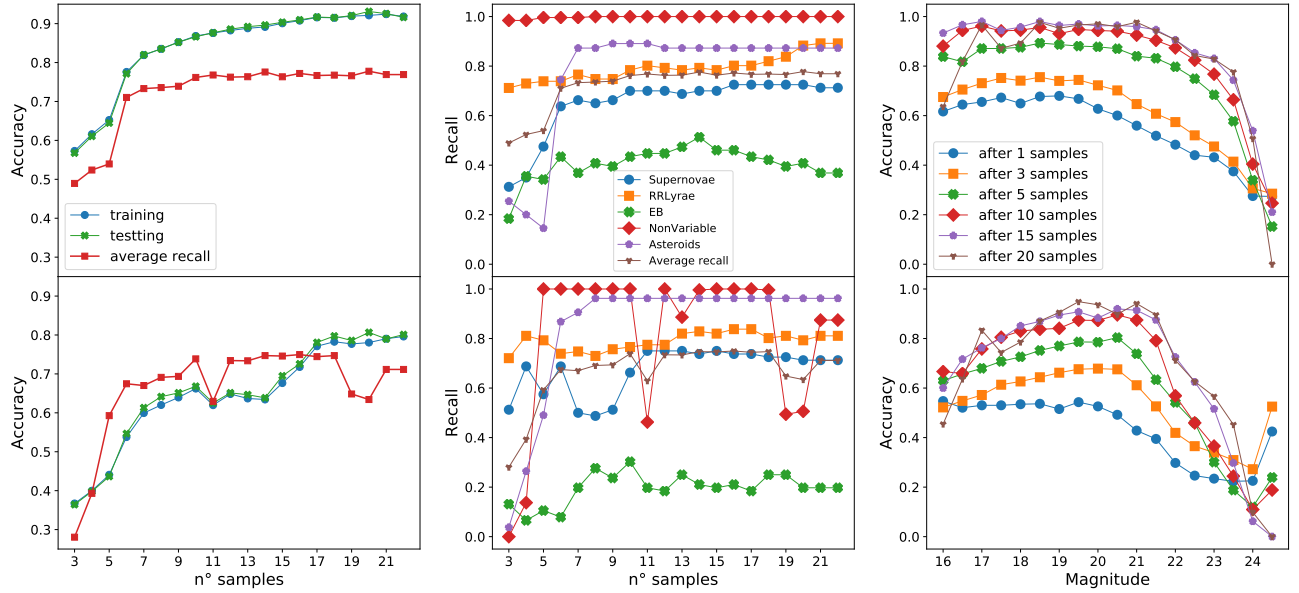 Accuracy
0.9
0.8
0.7
0.6
0.5
0.4
0.3
training
testting
average recall
Recall
1.0
0.8
0.6
0.4
0.2
0.0
Supernovae
RRLyrae
EB
NonVariable
Asteroids
Average recall
Accuracy
1.0
0.8
0.6
0.4
0.2
0.0
after 1 samples
after 3 samples
after 5 samples
after 10 samples
after 15 samples
after 20 samples
Accuracy
0.9
0.8
0.7
0.6
0.5
0.4
0.3
3 5 7 9 11 13 15 17 19 21
n° samples
Recall
1.0
0.8
0.6
0.4
0.2
0.0
3 5 7 9 11 13 15 17 19 21
n° samples
Accuracy
1.0
0.8
0.6
0.4
0.2
0.0
16 17 18 19 20 21 22 23 24
Magnitude